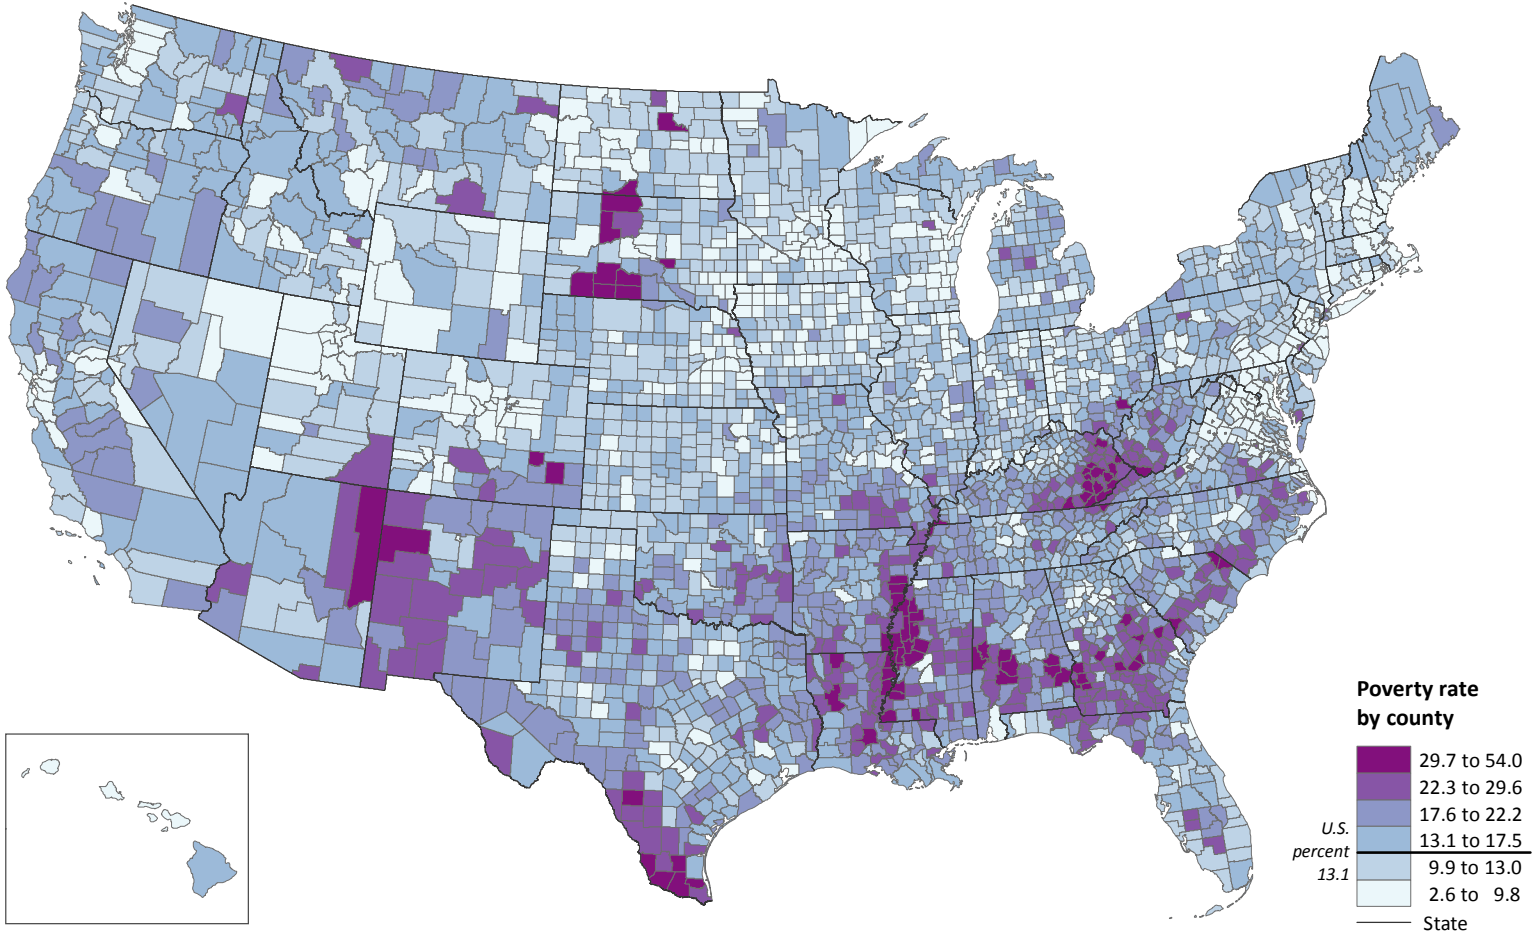 Poverty rate
by county
29.7 to 54.0
22.3 to 29.6
17.6 to 22.2
13.1 to 17.5
9.9 to 13.0
2.6 to 9.8
U.S.
percent
13.1
State